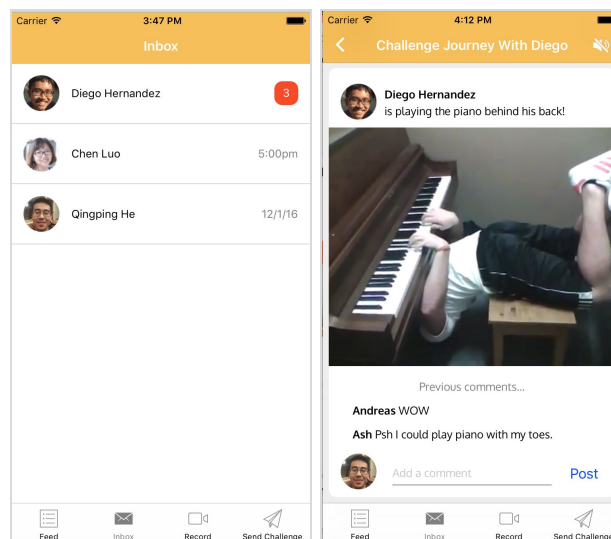 Carrier 3:47 PM
Inbox
Diego Hernandez 3
Chen Luo 5:00pm
Qingping He 12/1/16
Feed Inbox Record Send Challenge
Carrier 4:12 PM
Challenge Journey With Diego
Diego Hernandez
is playing the piano behind his back!
Previous comments...
Andreas WOW
Ash Psh I could play piano with my toes.
Add a comment Post
Feed Inbox Record Send Challenge